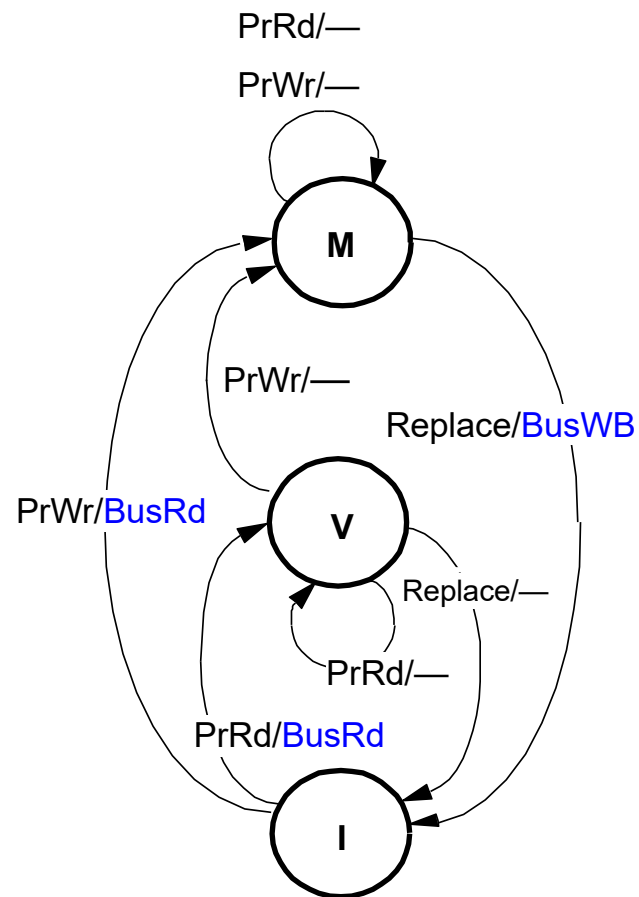 PrRd/—
PrWr/—
M
PrWr/—
Replace/BusWB
PrWr/BusRd
V
Replace/—
PrRd/—
PrRd/BusRd
I